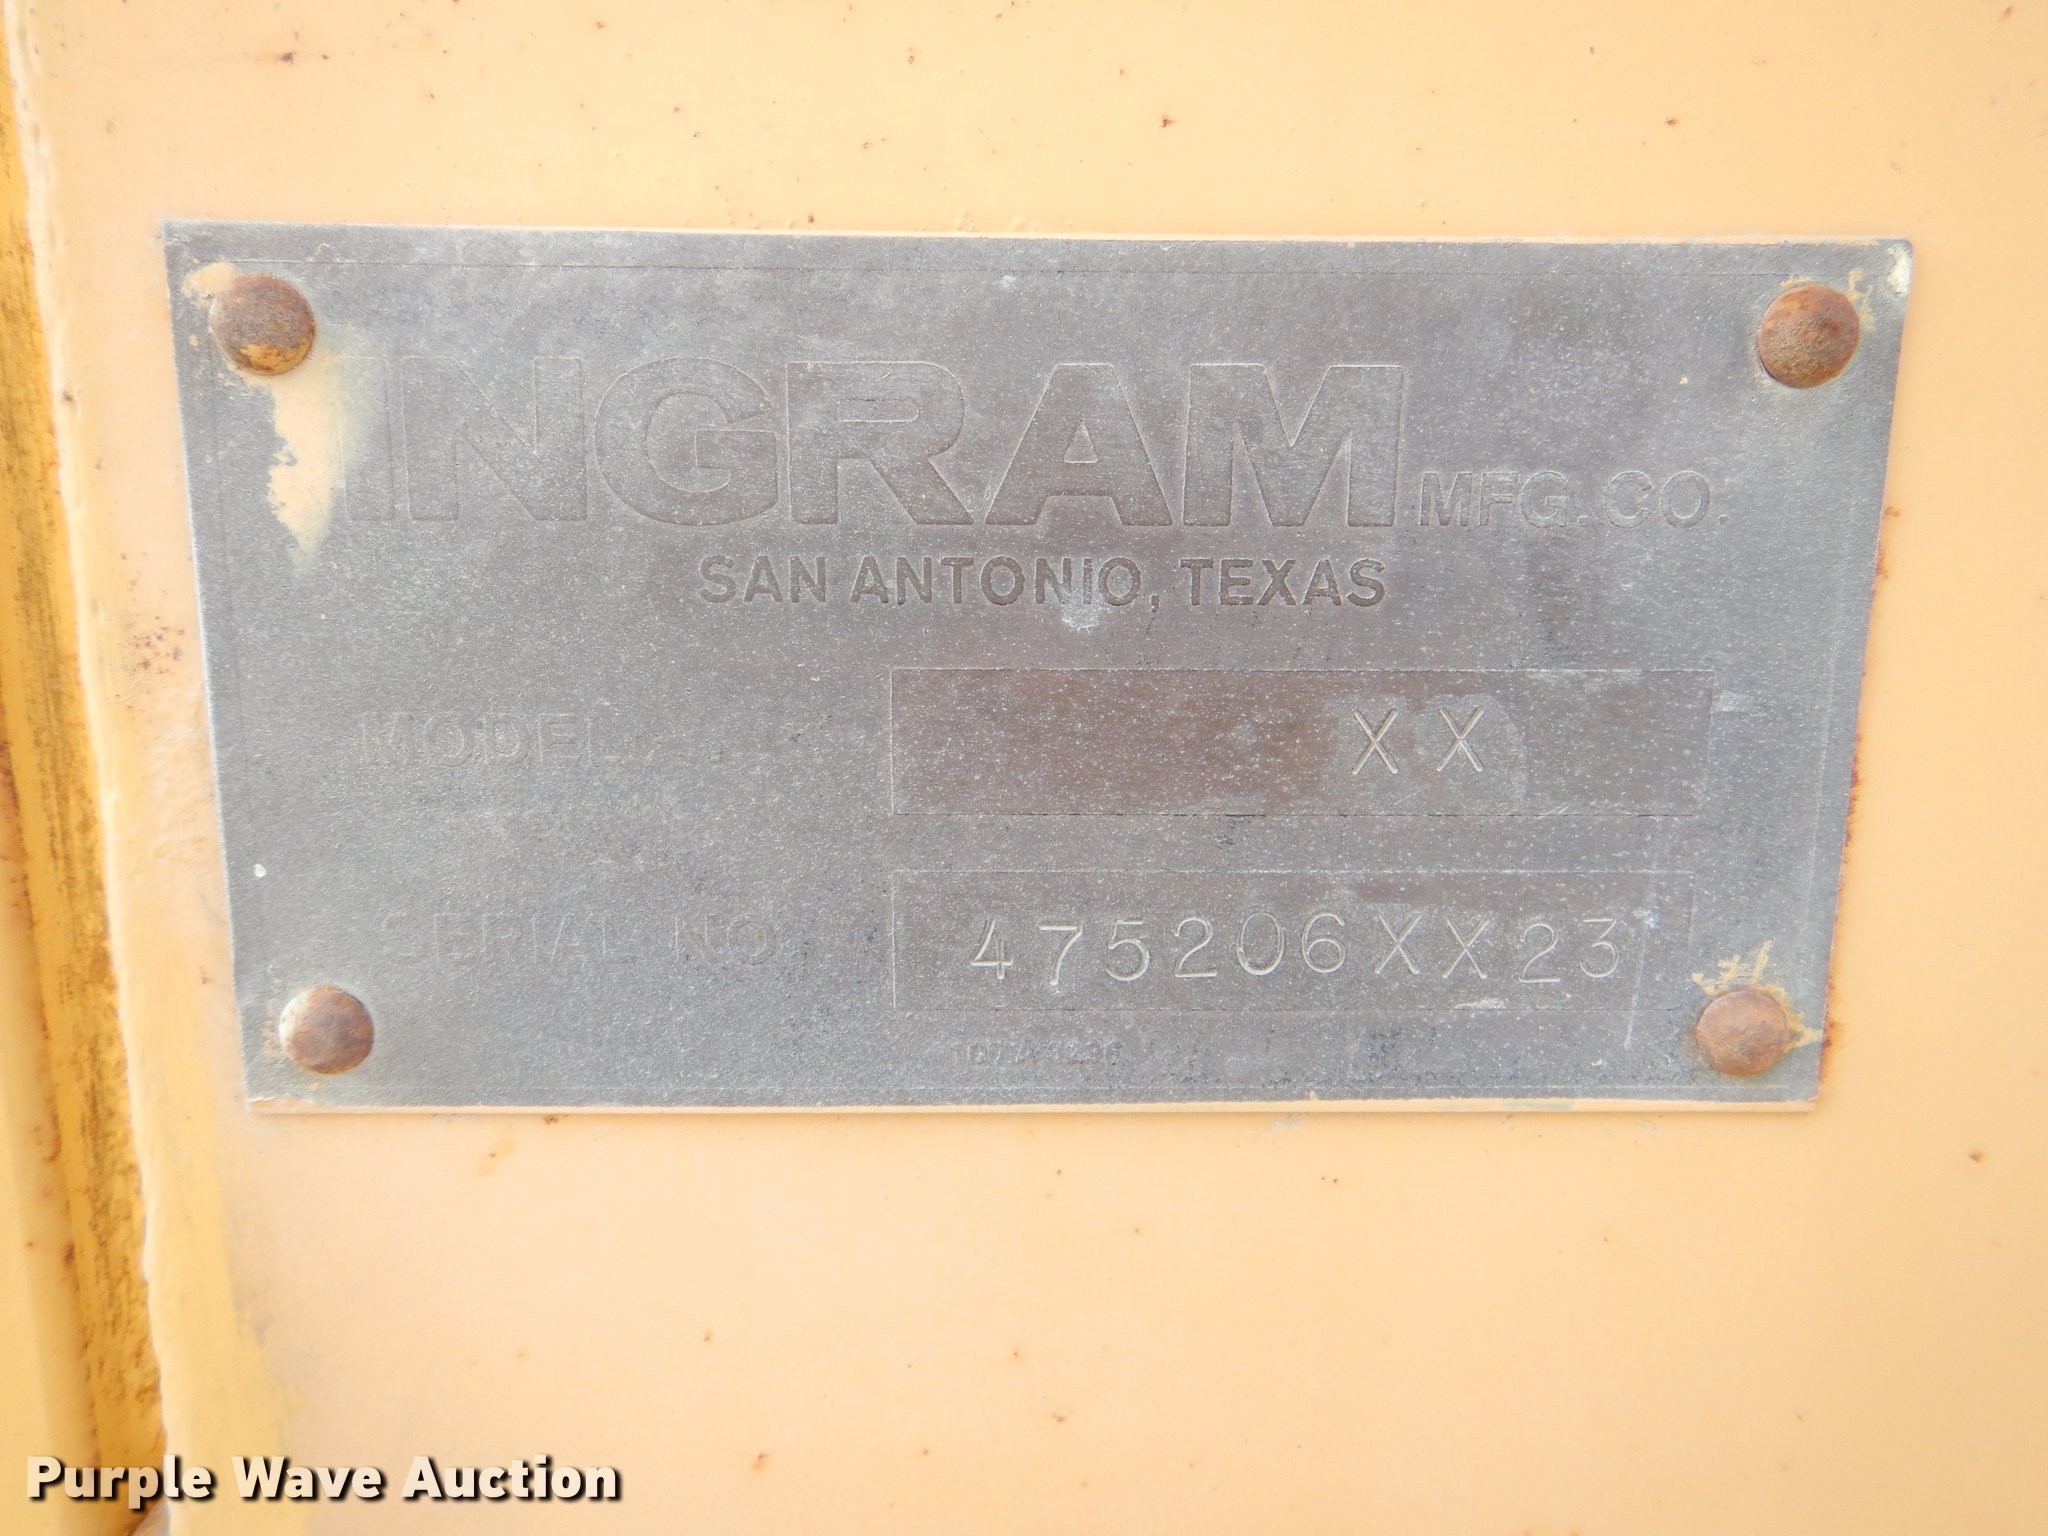 INGRAM MFG. CO.
SAN ANTONIO, TEXAS
MODEL XX
SERIAL NO. 475206XX23
Purple Wave Auction